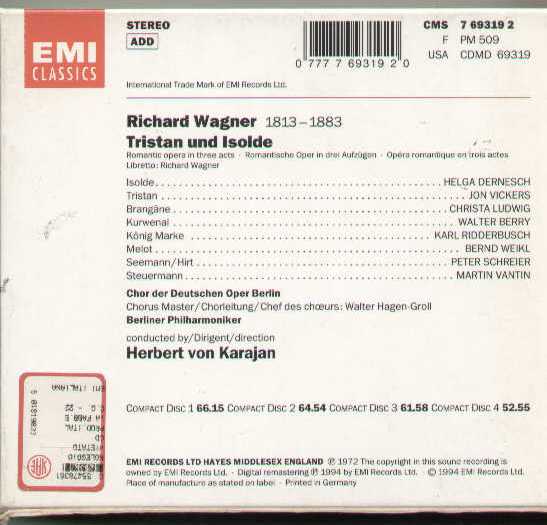 EMI
CLASSICS
STEREO
ADD
CMS 7 69319 2
F PM 509
USA CDMD 69319
0 777 7 69319 2 0
International Trade Mark of EMI Records Ltd.
Richard Wagner 1813–1883
Tristan und Isolde
Romantic opera in three acts · Romantische Oper in drei Aufzügen · Opéra romantique en trois actes
Libretto: Richard Wagner
Isolde HELGA DERNESCH
Tristan JON VICKERS
Brangäne CHRISTA LUDWIG
Kurwenal WALTER BERRY
König Marke KARL RIDDERBUSCH
Melot BERND WEIKL
Seemann/Hirt PETER SCHREIER
Steuermann MARTIN VANTIN
Chor der Deutschen Oper Berlin
Chorus Master/Chorleitung/Chef des chœurs: Walter Hagen-Groll
Berliner Philharmoniker
conducted by/Dirigent/direction
Herbert von Karajan
COMPACT DISC 1 66.15 COMPACT DISC 2 64.54 COMPACT DISC 3 61.58 COMPACT DISC 4 52.55
EMI RECORDS LTD HAYES MIDDLESEX ENGLAND ℗ 1972 The copyright in this sound recording is
owned by EMI Records Ltd. · Digital remastering ℗ 1994 by EMI Records Ltd. © 1994 EMI Records Ltd.
Place of manufacture as stated on label · Printed in Germany
EMI ITALIANA